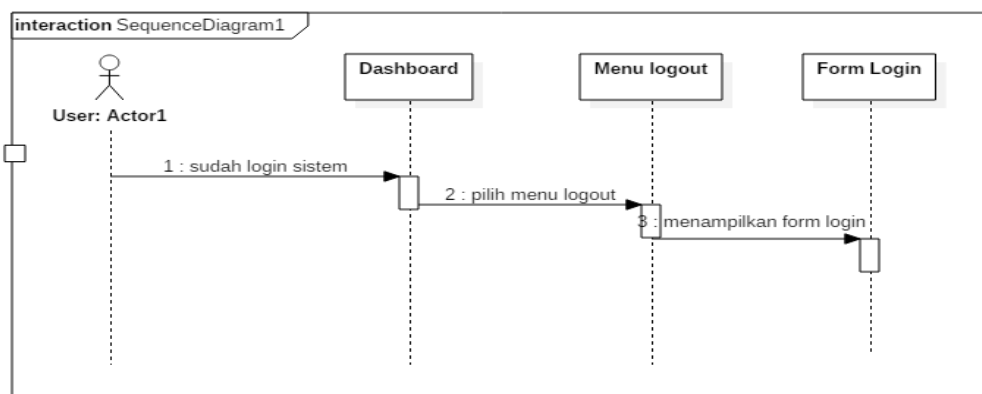 interaction SequenceDiagram1
Dashboard
Menu logout
Form Login
User: Actor1
1 : sudah login sistem
2 : pilih menu logout
3 : menampilkan form login